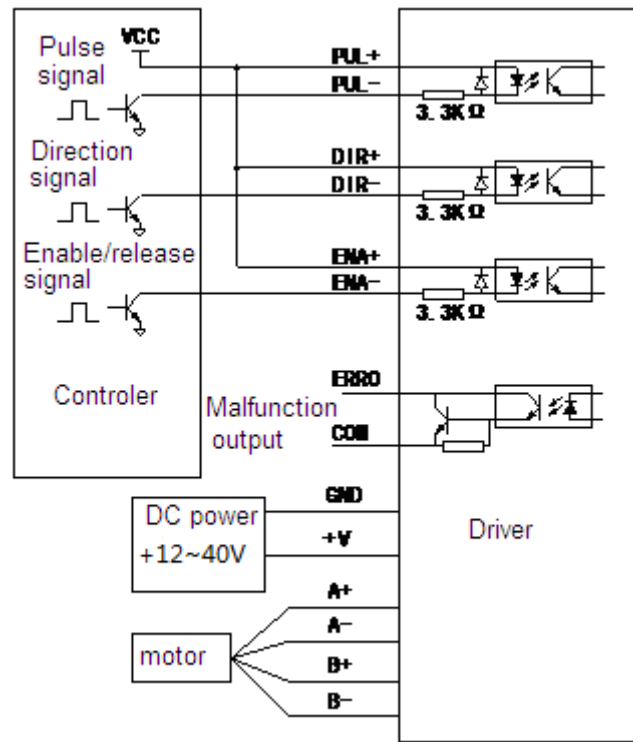 Pulse
signal
VCC
PUL+
PUL-
3.3KΩ
Direction
signal
DIR+
DIR-
3.3KΩ
Enable/release
signal
ENA+
ENA-
3.3KΩ
Controler
ERRO
Malfunction
output
COM
GND
DC power
+12~40V
+V
Driver
A+
A-
motor
B+
B-